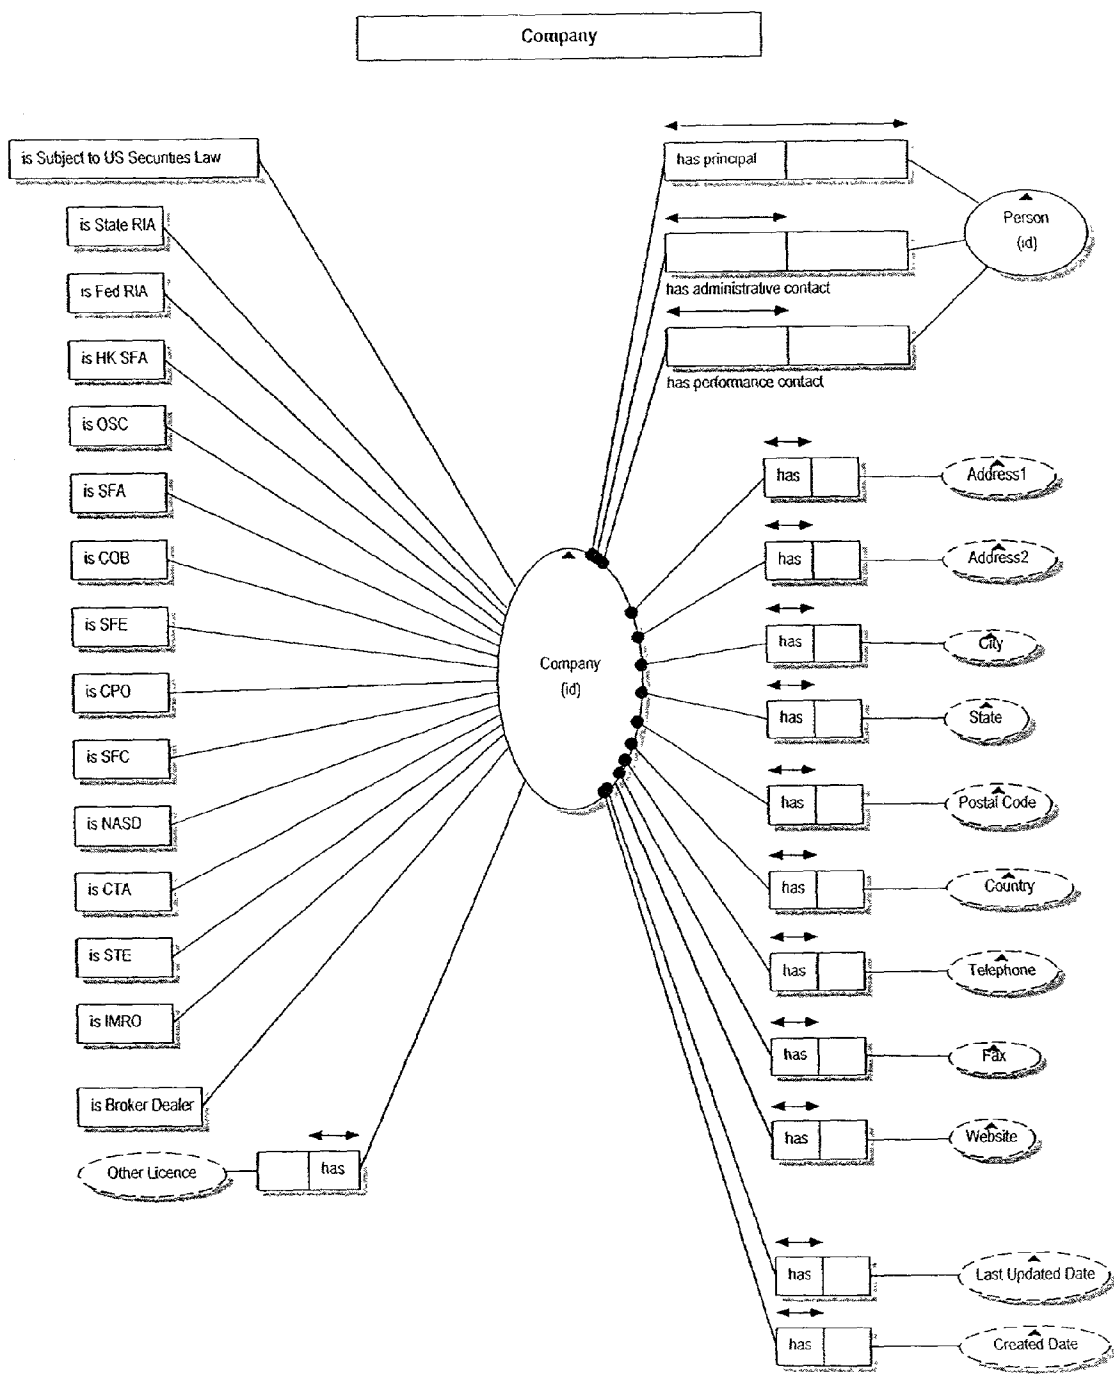 Company
is Subject to US Securities Law
is State RIA
is Fed RIA
is HK SFA
is OSC
is SFA
is COB
is SFE
is CPO
is SFC
is NASD
is CTA
is STE
is IMRO
is Broker Dealer
Other Licence
has
Company
(id)
has principal
has administrative contact
has performance contact
Person
(id)
has
Address1
has
Address2
has
City
has
State
has
Postal Code
has
Country
has
Telephone
has
Fax
has
Website
has
Last Updated Date
has
Created Date